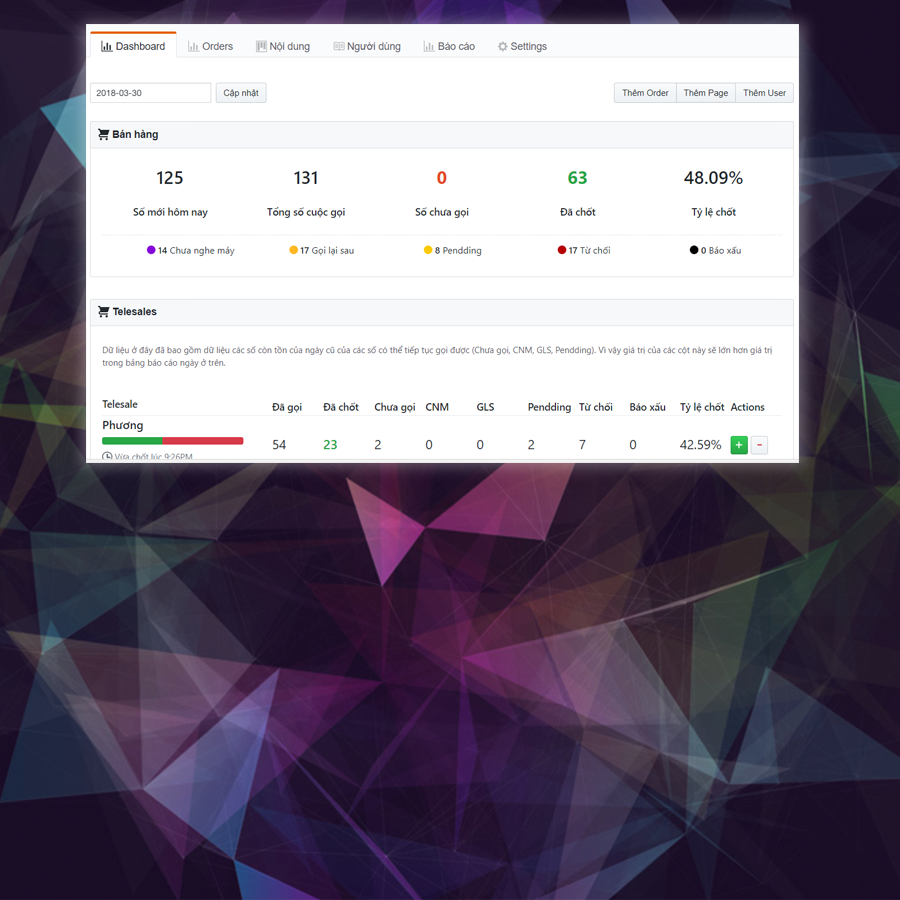 Dashboard Orders Nội dung Người dùng Báo cáo Settings
2018-03-30 Cập nhật Thêm Order Thêm Page Thêm User
Bán hàng
125 131 0 63 48.09%
Số mới hôm nay Tổng số cuộc gọi Số chưa gọi Đã chốt Tỷ lệ chốt
14 Chưa nghe máy 17 Gọi lại sau 8 Pendding 17 Từ chối 0 Báo xấu
Telesales
Dữ liệu ở đây đã bao gồm dữ liệu các số còn tồn của ngày cũ của các số có thể tiếp tục gọi được (Chưa gọi, CNM, GLS, Pendding). Vì vậy giá trị của các cột này sẽ lớn hơn giá trị
trong bảng báo cáo ngày ở trên.
Telesale Đã gọi Đã chốt Chưa gọi CNM GLS Pendding Từ chối Báo xấu Tỷ lệ chốt Actions
Phương
54 23 2 0 0 2 7 0 42.59% + -
Vừa chốt lúc 9:26PM